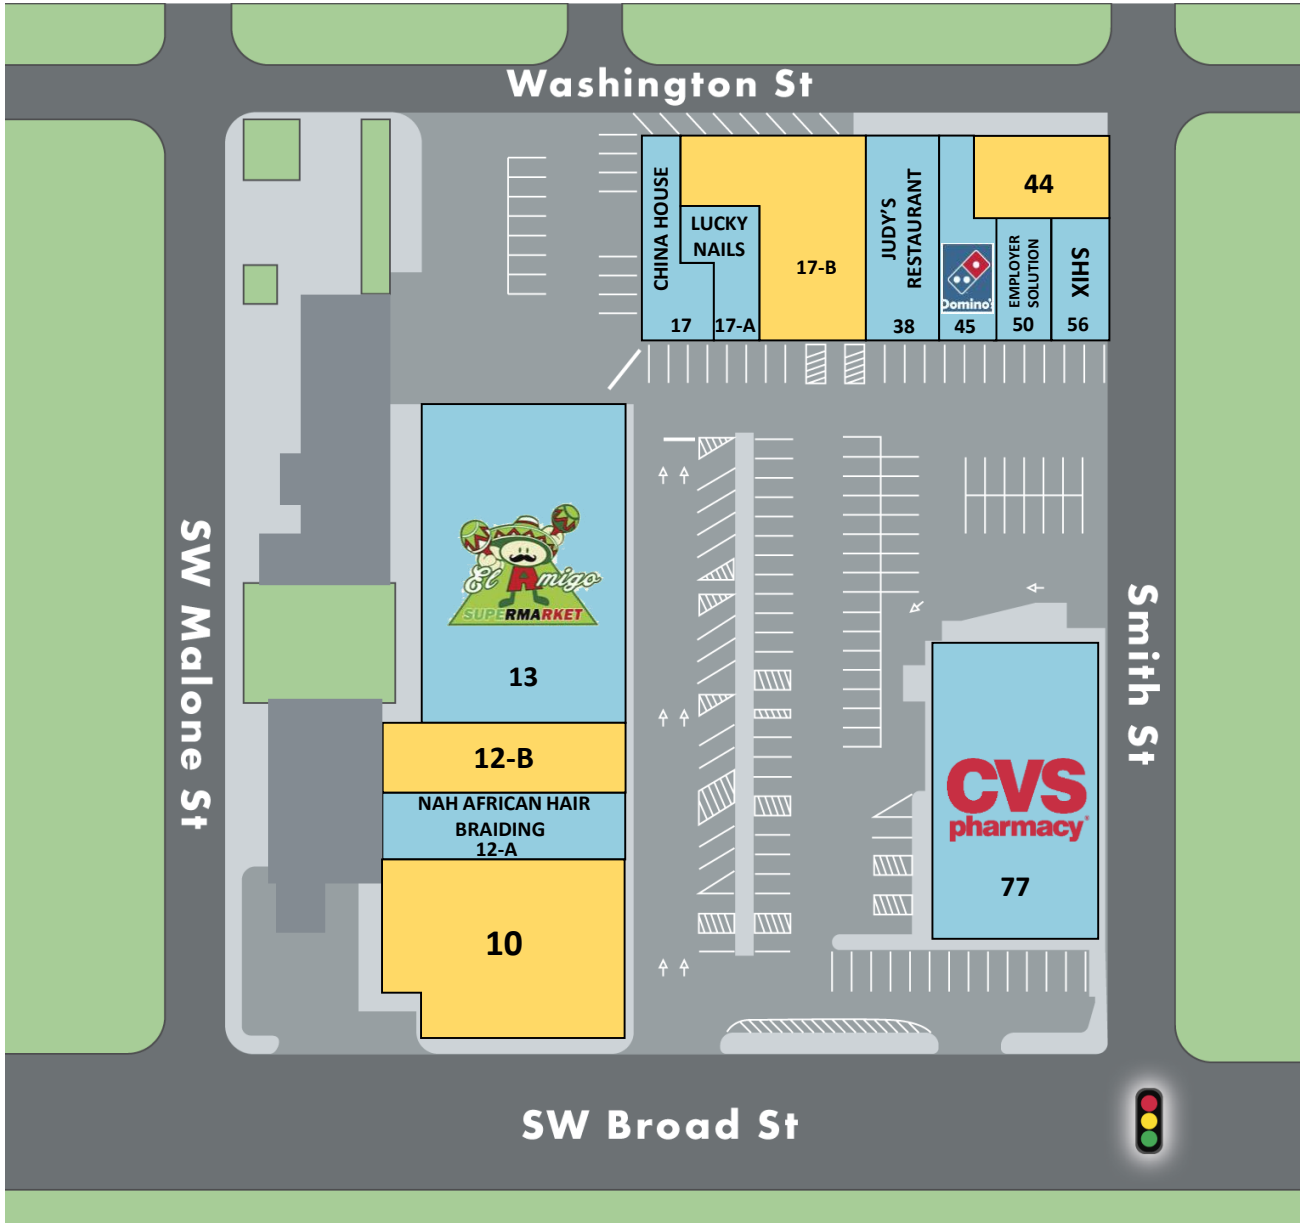 Washington St
CHINA HOUSE
17
LUCKY
NAILS
17-A
17-B
JUDY'S
RESTAURANT
38
Domino's
45
44
EMPLOYER
SOLUTION
50
SHIX
56
El Amigo
SUPERMARKET
13
12-B
NAH AFRICAN HAIR
BRAIDING
12-A
10
CVS
pharmacy
77
SW Malone St
Smith St
SW Broad St